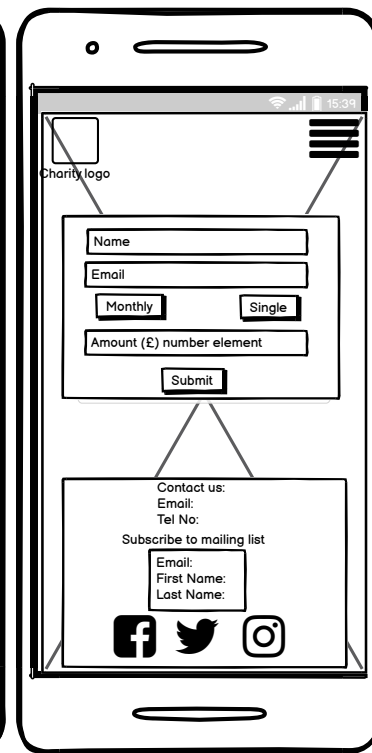 15:39
Charity logo
Name
Email
Monthly Single
Amount (£) number element
Submit
Contact us:
Email:
Tel No:
Subscribe to mailing list
Email:
First Name:
Last Name: